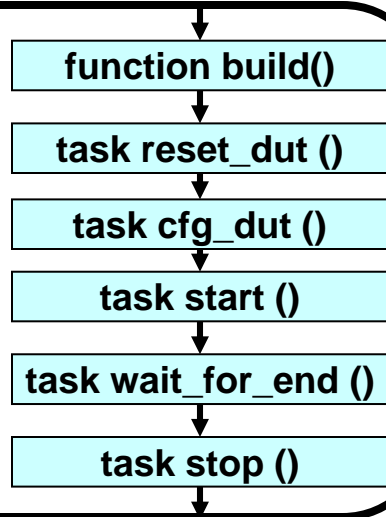 function build()
task reset_dut ()
task cfg_dut ()
task start ()
task wait_for_end ()
task stop ()